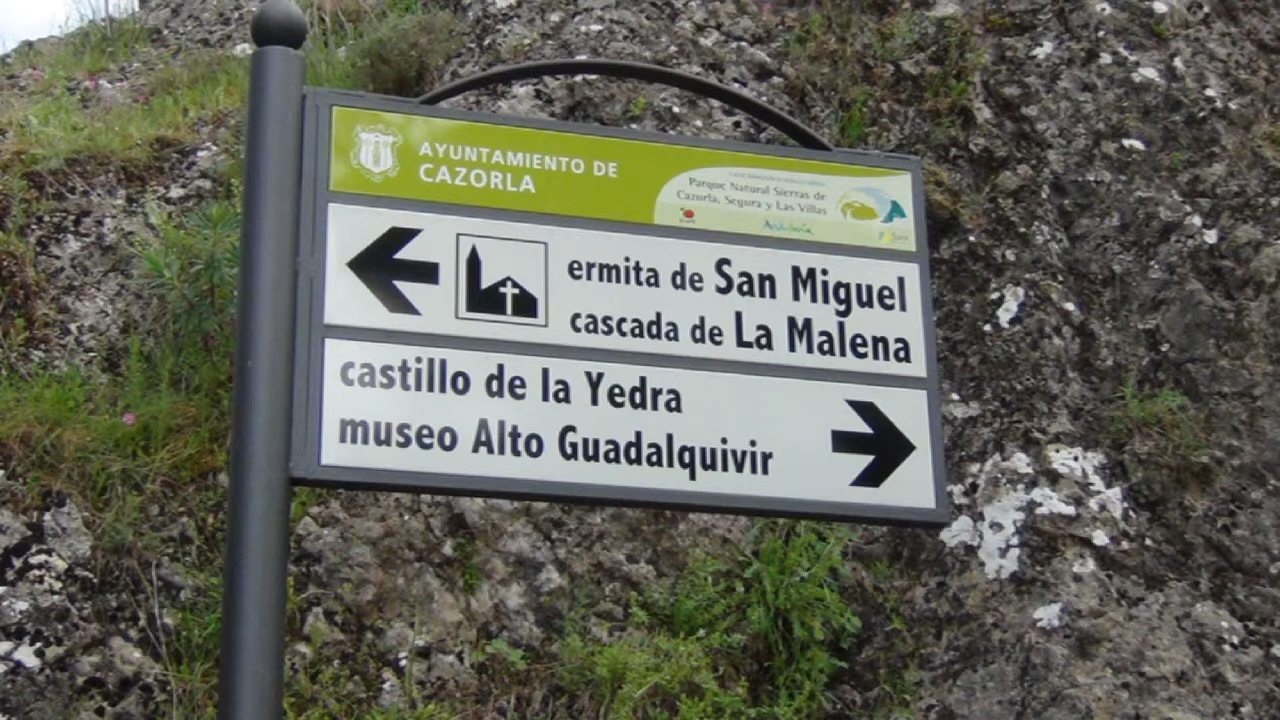 AYUNTAMIENTO DE
CAZORLA
Parque Natural Sierras de
Cazorla, Segura y Las Villas
Andalucía
ermita de San Miguel
cascada de La Malena
castillo de la Yedra
museo Alto Guadalquivir